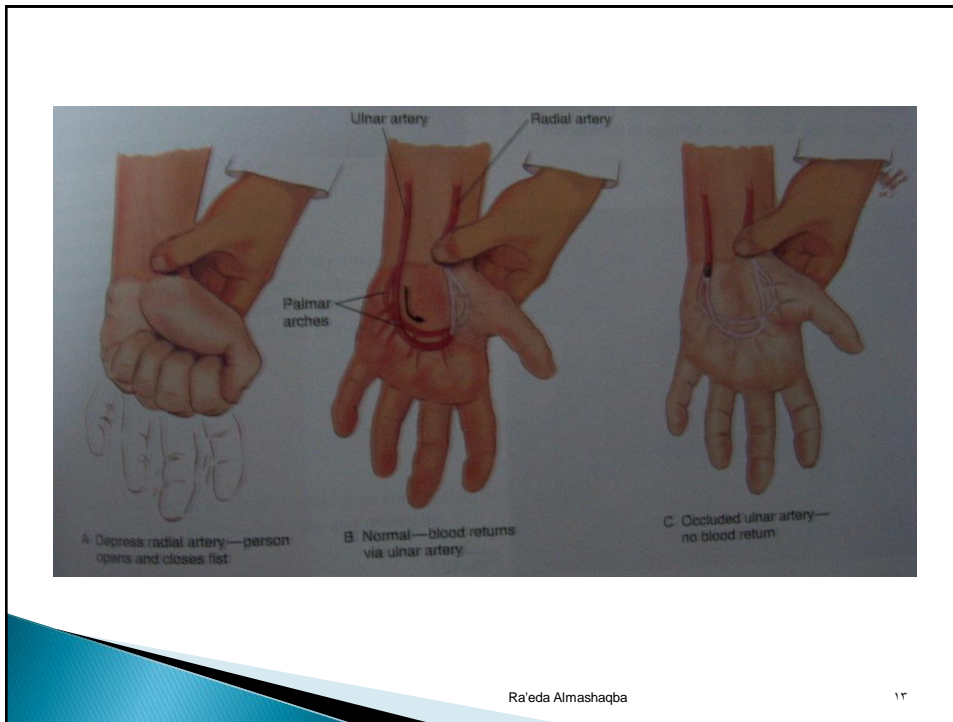 Ulnar artery
Radial artery
Palmar
arches
A Depress radial artery—person
opens and closes fist
B Normal—blood returns
via ulnar artery
C Occluded ulnar artery—
no blood return
Ra'eda Almashaqba
١٣